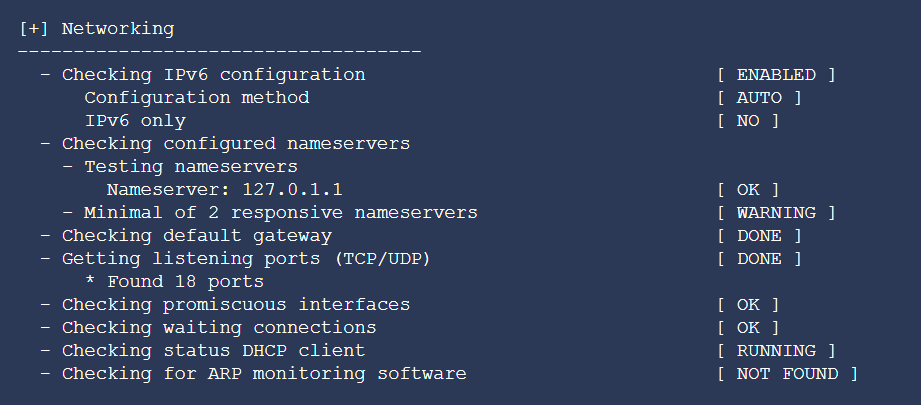 [+] Networking
------------------------------------
  - Checking IPv6 configuration                               [ ENABLED ]
      Configuration method                                    [ AUTO ]
      IPv6 only                                               [ NO ]
  - Checking configured nameservers
    - Testing nameservers
        Nameserver: 127.0.1.1                                 [ OK ]
    - Minimal of 2 responsive nameservers                     [ WARNING ]
  - Checking default gateway                                  [ DONE ]
  - Getting listening ports (TCP/UDP)                         [ DONE ]
      * Found 18 ports
  - Checking promiscuous interfaces                           [ OK ]
  - Checking waiting connections                              [ OK ]
  - Checking status DHCP client                               [ RUNNING ]
  - Checking for ARP monitoring software                      [ NOT FOUND ]